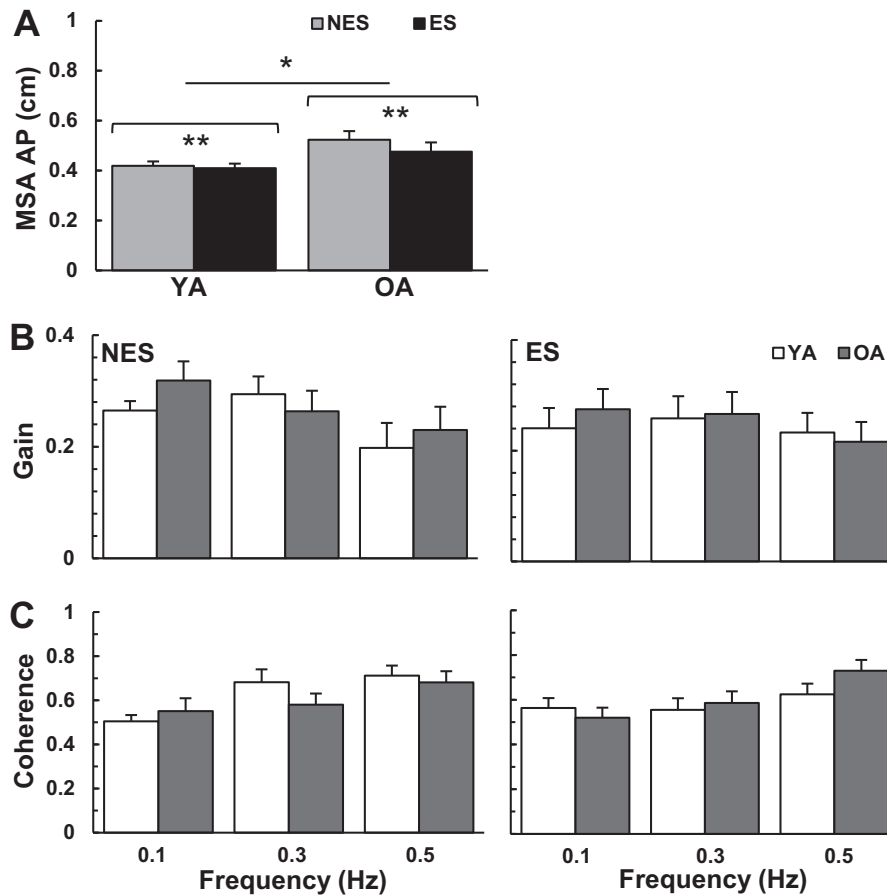 A
NES ES
MSA AP (cm)
1
0.8
0.6
0.4
0.2
0
*
**
**
YA OA
B
NES
ES
YA OA
Gain
0.4
0.2
0
C
Coherence
1
0.8
0.6
0.4
0.2
0
0.1 0.3 0.5
Frequency (Hz)
0.1 0.3 0.5
Frequency (Hz)